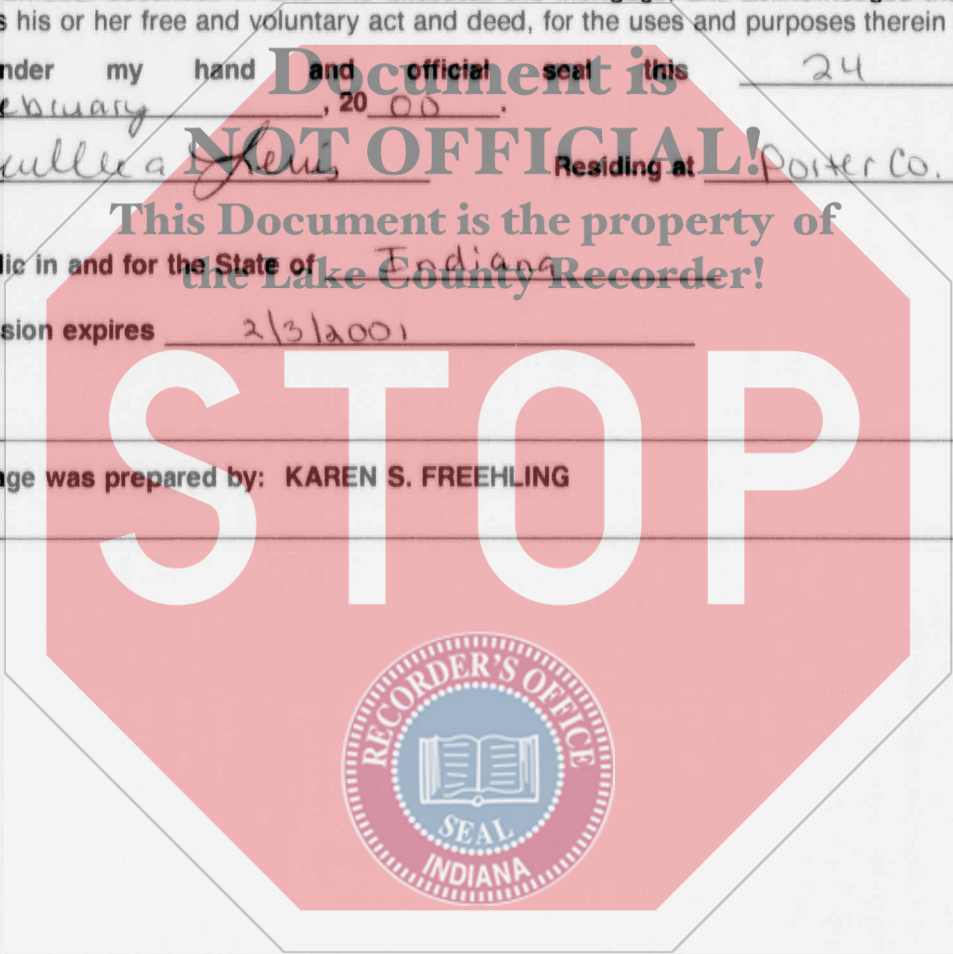 s his or her free and voluntary act and deed, for the uses and purposes therein
nder my hand and official seal this 24
ebruary, 20 00.
Residing at Porter Co.
lic in and for the State of Indiana
sion expires 2/3/2001
ge was prepared by: KAREN S. FREEHLING
Document is
NOT OFFICIAL!
This Document is the property of
the Lake County Recorder!
STOP
RECORDER'S OFFICE
SEAL
INDIANA